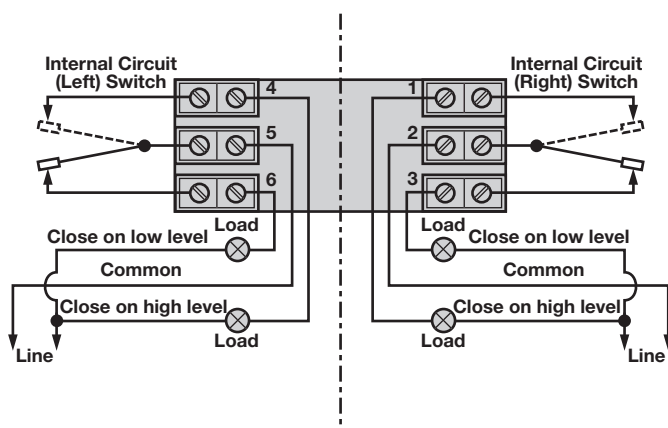 Internal Circuit
(Left) Switch
Internal Circuit
(Right) Switch
4
1
5
2
6
3
Load
Load
Close on low level
Close on low level
Common
Common
Close on high level
Close on high level
Load
Load
Line
Line